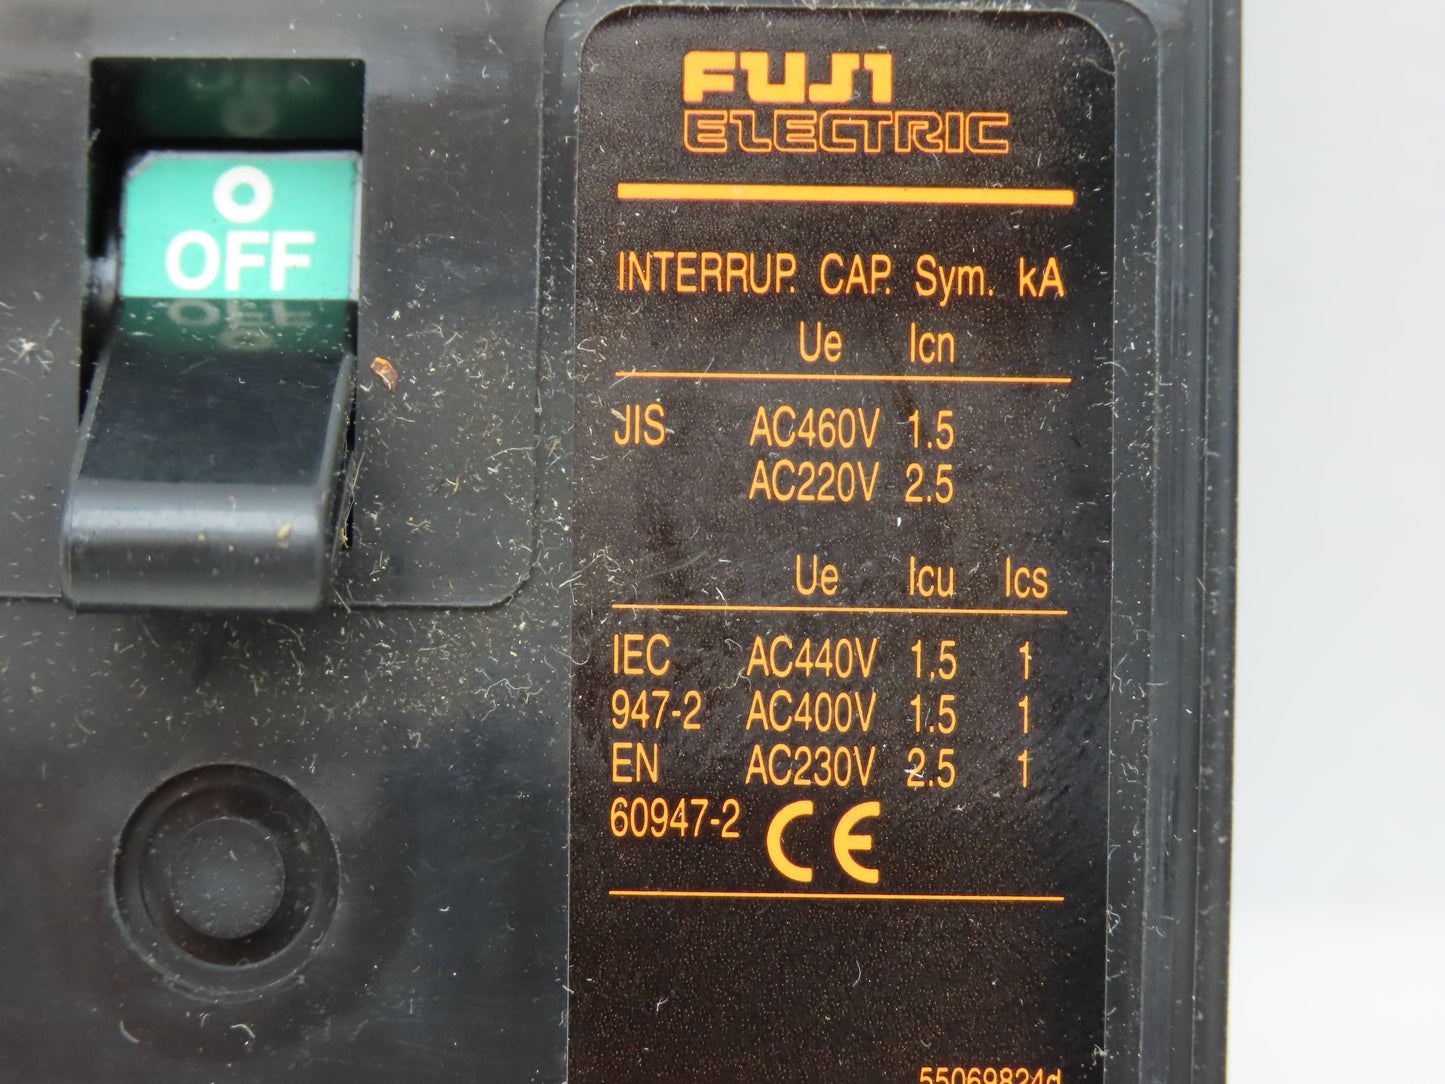 O
OFF
FUJI
ELECTRIC
INTERRUP. CAP. Sym. kA
Ue Icn
JIS AC460V 1.5
AC220V 2.5
Ue Icu Ics
IEC AC440V 1.5 1
947-2 AC400V 1.5 1
EN AC230V 2.5 1
60947-2 CE
55069824d